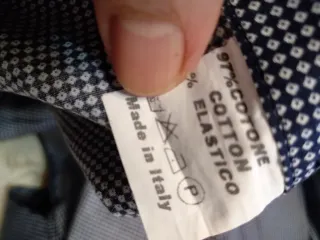 97%COTONE
COTTON
% ELASTICO
P
Made in Italy